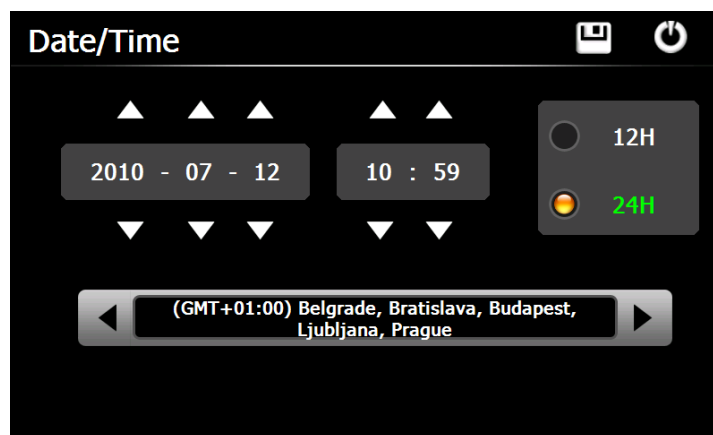 Date/Time
2010 - 07 - 12
10 : 59
12H
24H
(GMT+01:00) Belgrade, Bratislava, Budapest,
Ljubljana, Prague